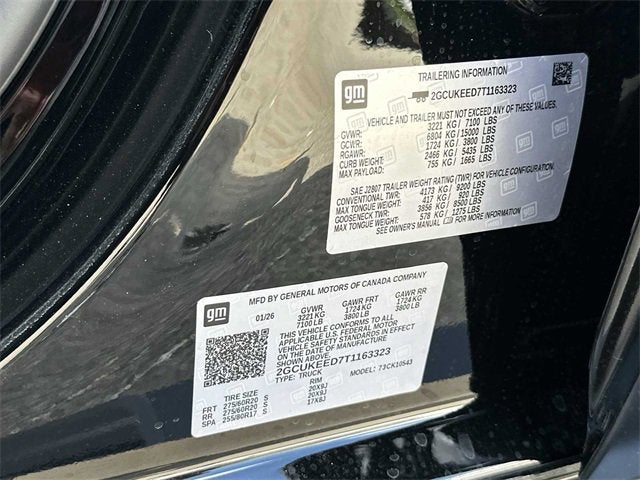 gm
TRAILERING INFORMATION
2GCUKEED7T1163323
VEHICLE AND TRAILER MUST NOT EXCEED ANY OF THESE VALUES.
GVWR: 3221 KG / 7100 LBS
GCWR: 6804 KG / 15000 LBS
RGAWR: 1724 KG / 3800 LBS
CURB WEIGHT: 2466 KG / 5435 LBS
MAX PAYLOAD: 755 KG / 1665 LBS
SAE J2807 TRAILER WEIGHT RATING (TWR) FOR VEHICLE CONFIGURATION.
CONVENTIONAL TWR: 4173 KG / 9200 LBS
MAX TONGUE WEIGHT: 417 KG / 920 LBS
GOOSENECK TWR: 3856 KG / 8500 LBS
MAX TONGUE WEIGHT: 578 KG / 1275 LBS
SEE OWNER'S MANUAL FOR MORE INFORMATION
gm
MFD BY GENERAL MOTORS OF CANADA COMPANY
01/26 GVWR GAWR FRT GAWR RR
3221 KG 1724 KG 1724 KG
7100 LB 3800 LB 3800 LB
THIS VEHICLE CONFORMS TO ALL
APPLICABLE U.S. FEDERAL MOTOR
VEHICLE SAFETY STANDARDS IN EFFECT
ON THE DATE OF MANUFACTURE
SHOWN ABOVE.
2GCUKEED7T1163323
TYPE: TRUCK MODEL: 73CK10543
TIRE SIZE RIM
FRT 275/60R20 S 20X9J
RR 275/60R20 S 20X9J
SPA 255/80R17 S 17X8J